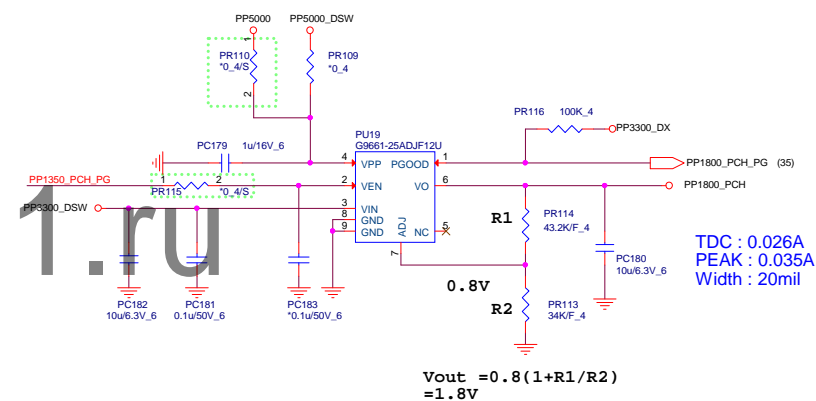 PP5000
PP5000_DSW
1
PR110
*0_4/S
2
PR109
*0_4
PR116
100K_4
PP3300_DX
PU19
G9661-25ADJF12U
PC179
1u/16V_6
4
VPP
PGOOD
1
PP1800_PCH_PG
(35)
PP1350_PCH_PG
1
2
PR115
*0_4/S
2
VEN
VO
6
PP1800_PCH
PP3300_DSW
3
VIN
8
GND
9
GND
ADJ
NC
5
7
R1
PR114
43.2K/F_4
PC180
10u/6.3V_6
TDC : 0.026A
PEAK : 0.035A
Width : 20mil
1.ru
PC182
10u/6.3V_6
PC181
0.1u/50V_6
PC183
*0.1u/50V_6
0.8V
R2
PR113
34K/F_4
Vout =0.8(1+R1/R2)
=1.8V